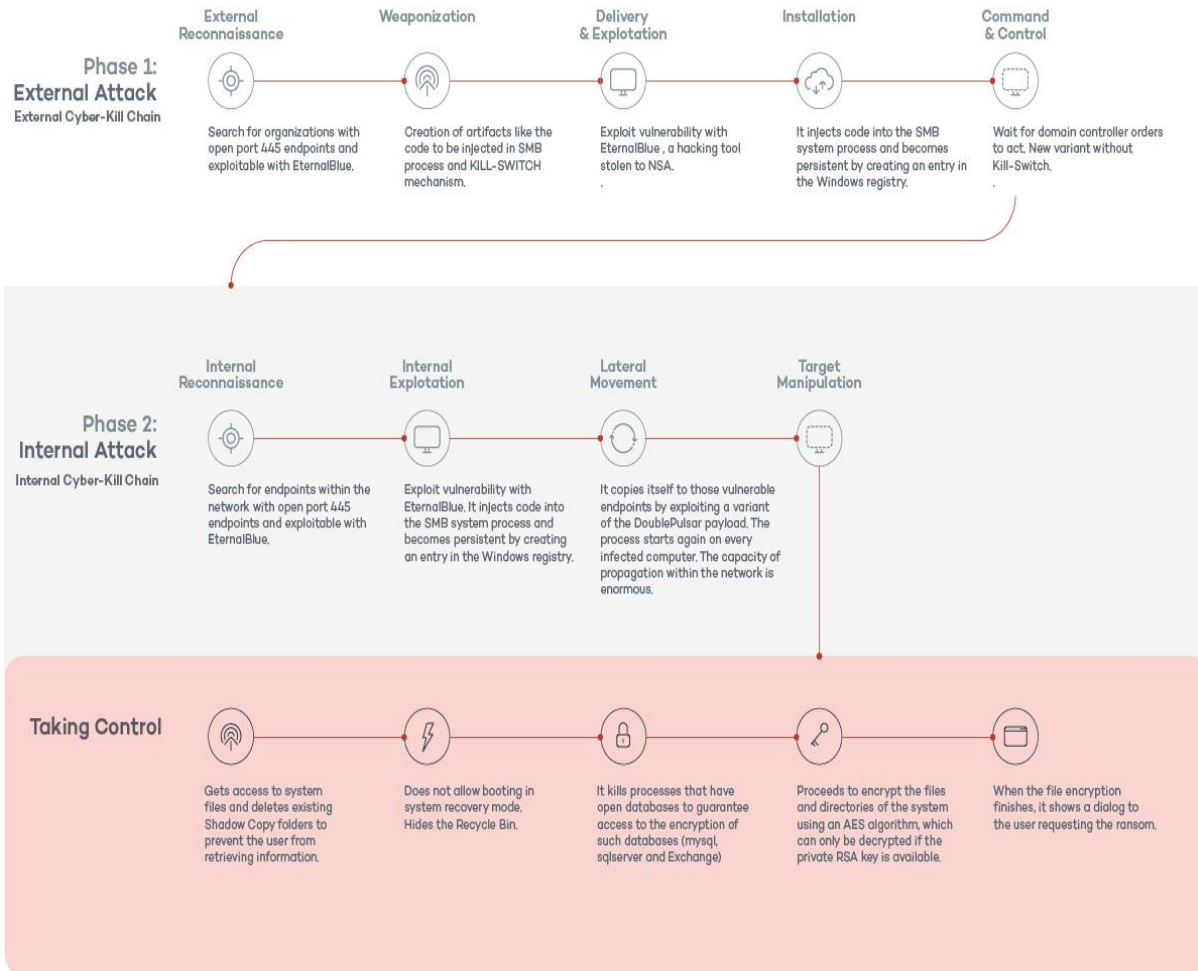 External
Reconnaissance
Weaponization
Delivery
& Explotation
Installation
Command
& Control
Phase 1:
External Attack
External Cyber-Kill Chain
Search for organizations with
open port 445 endpoints and
exploitable with EternalBlue.
Creation of artifacts like the
code to be injected in SMB
process and KILL-SWITCH
mechanism.
Exploit vulnerability with
EternalBlue , a hacking tool
stolen to NSA.
.
It injects code into the SMB
system process and becomes
persistent by creating an entry in
the Windows registry.
Wait for domain controller orders
to act. New variant without
Kill-Switch.
.
Internal
Reconnaissance
Internal
Explotation
Lateral
Movement
Target
Manipulation
Phase 2:
Internal Attack
Internal Cyber-Kill Chain
Search for endpoints within the
network with open port 445
endpoints and exploitable with
EternalBlue.
Exploit vulnerability with
EternalBlue. It injects code into
the SMB system process and
becomes persistent by creating
an entry in the Windows registry.
It copies itself to those vulnerable
endpoints by exploiting a variant
of the DoublePulsar payload. The
process starts again on every
infected computer. The capacity of
propagation within the network is
enormous.
Taking Control
Gets access to system
files and deletes existing
Shadow Copy folders to
prevent the user from
retrieving information.
Does not allow booting in
system recovery mode.
Hides the Recycle Bin.
It kills processes that have
open databases to guarantee
access to the encryption of
such databases (mysql,
sqlserver and Exchange)
Proceeds to encrypt the files
and directories of the system
using an AES algorithm, which
can only be decrypted if the
private RSA key is available.
When the file encryption
finishes, it shows a dialog to
the user requesting the ransom.